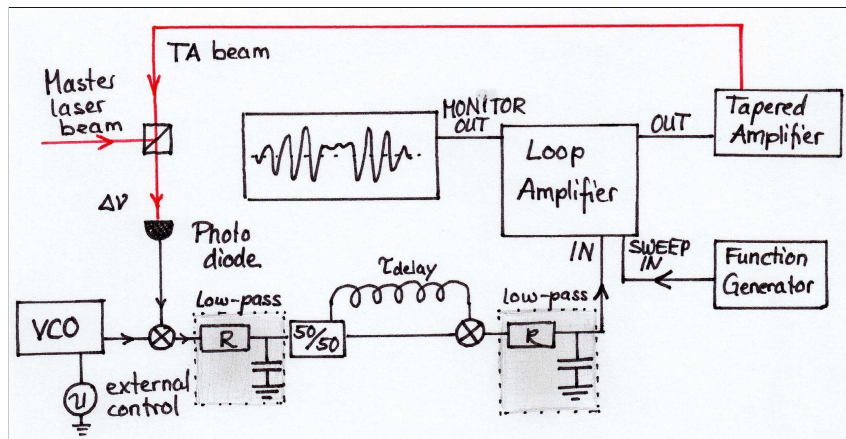 TA beam
Master
laser
beam
Δν
Photo
diode
MONITOR
OUT
Loop
Amplifier
OUT
Tapered
Amplifier
IN
SWEEP
IN
Function
Generator
τdelay
Low-pass
low-pass
VCO
R
50/50
R
U
external
control